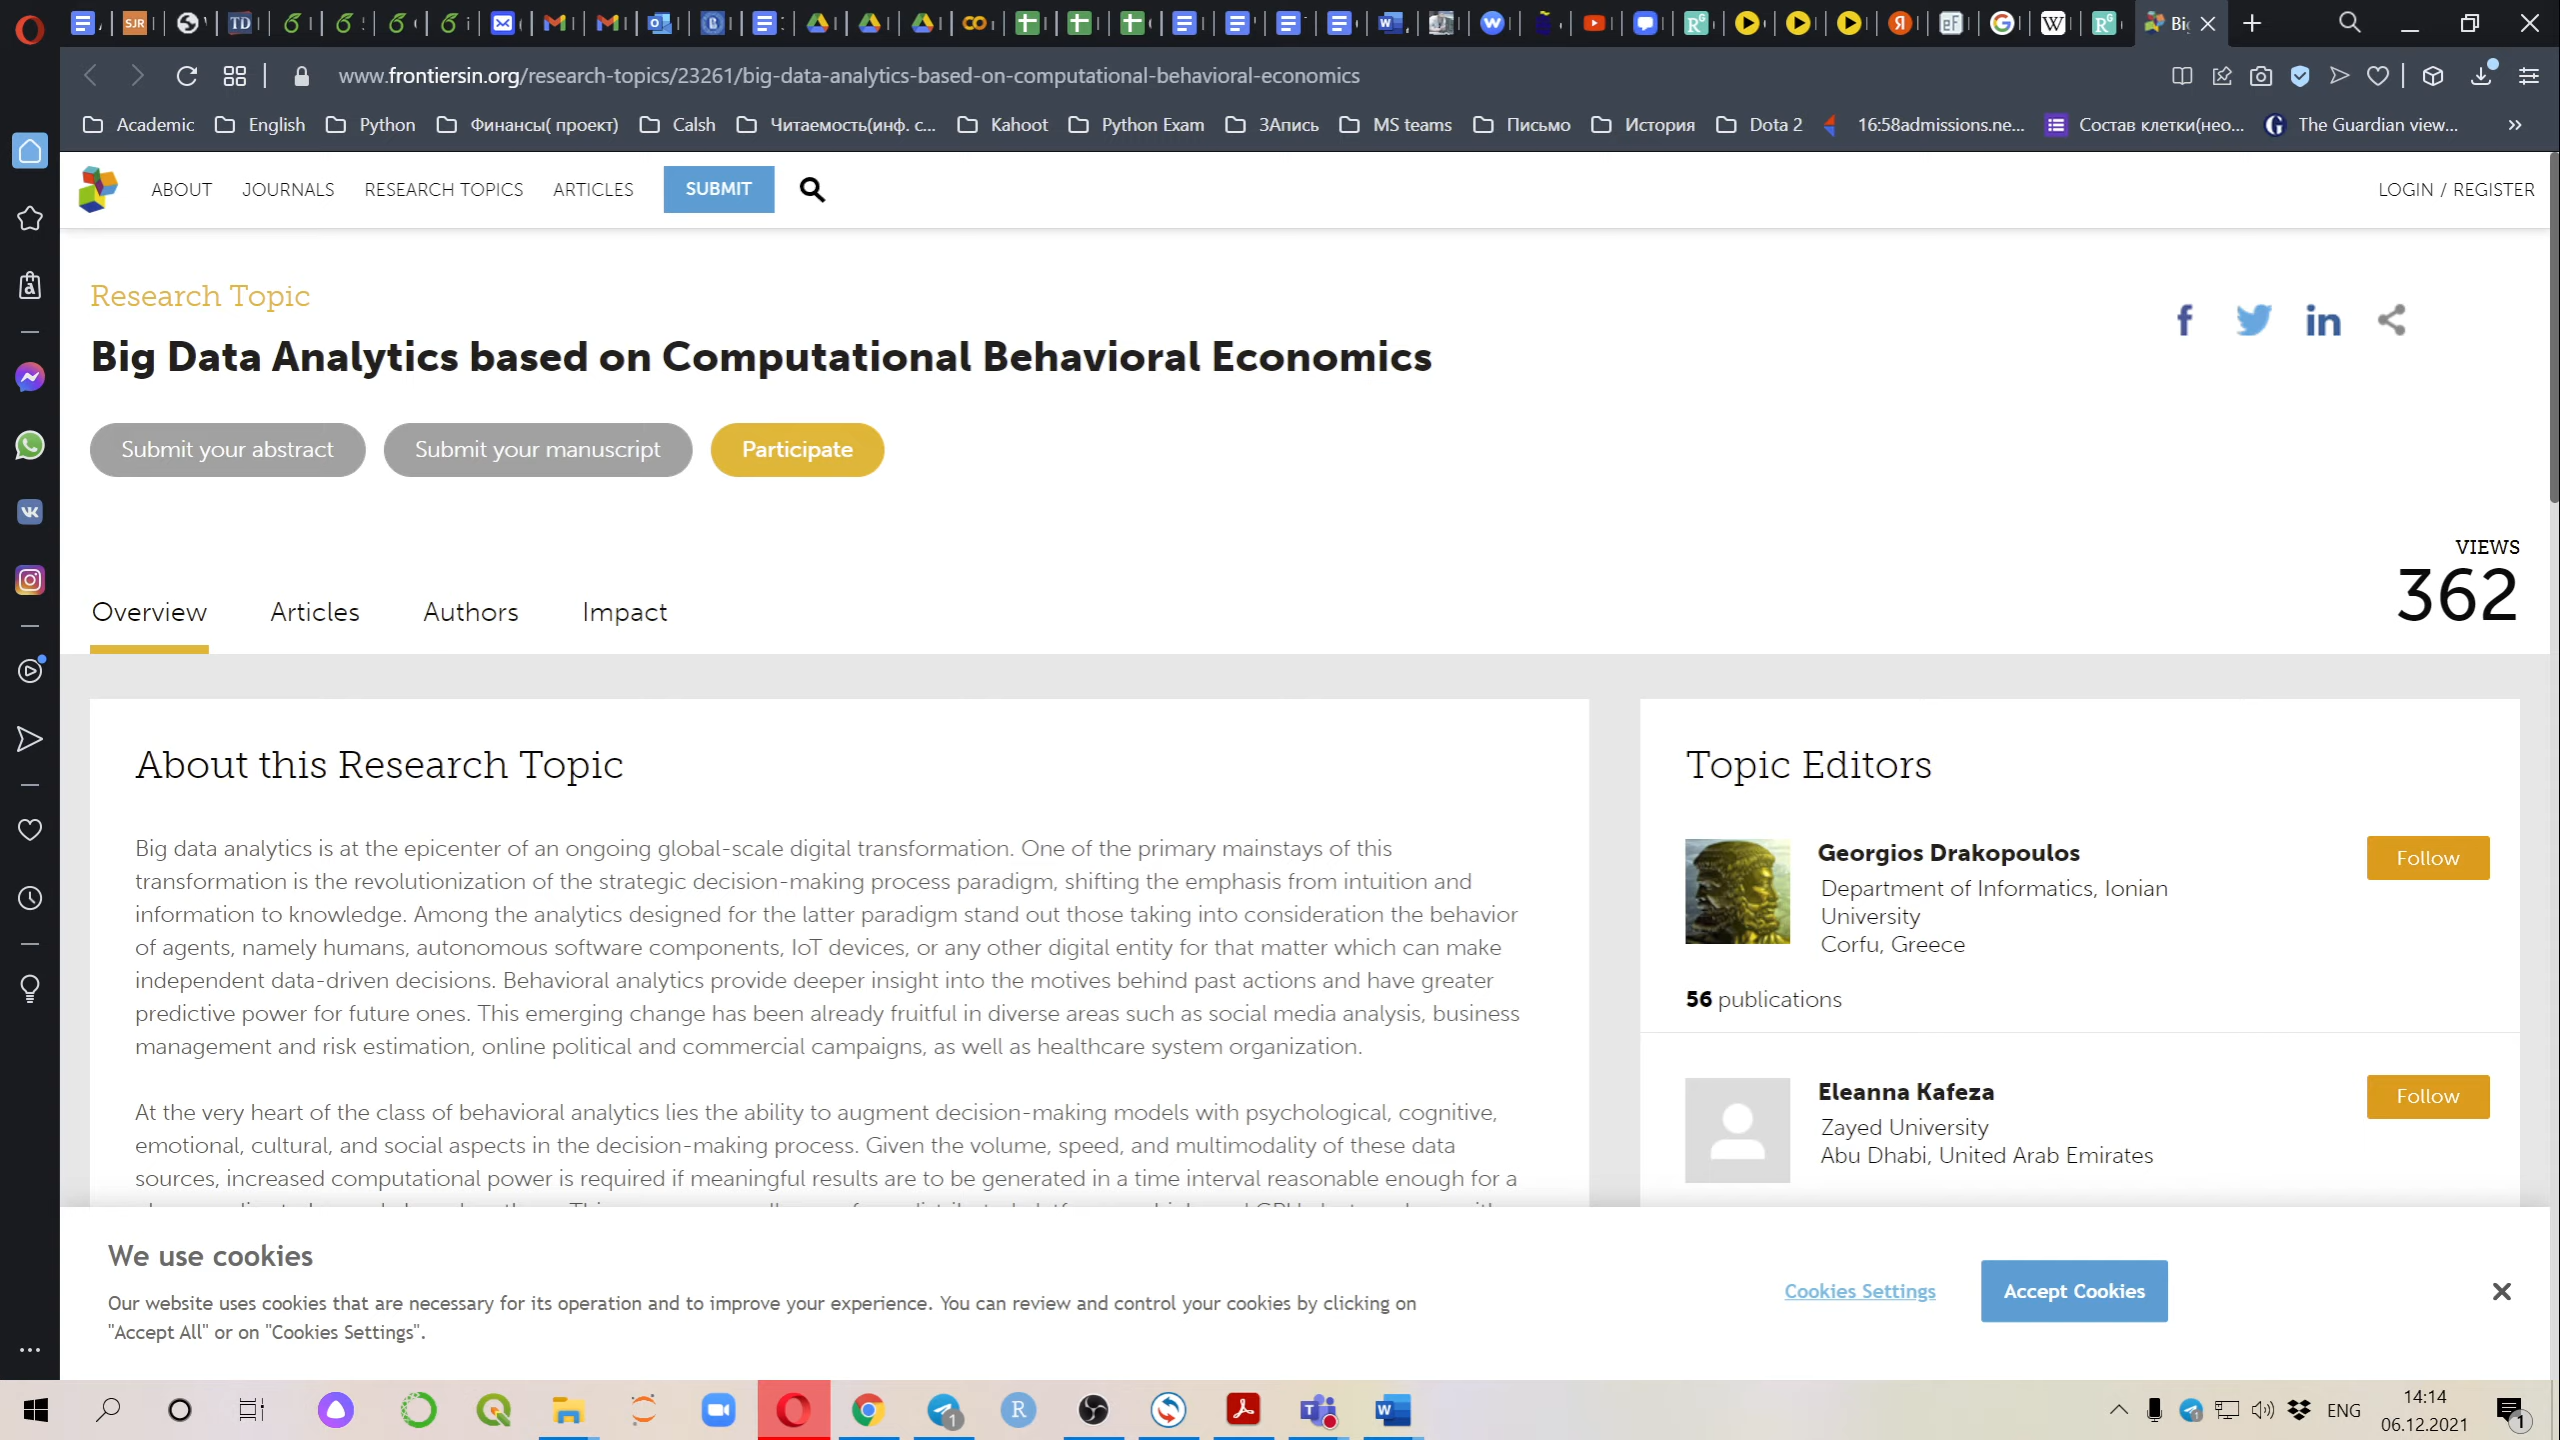 SJR
TD
Bi
www.frontiersin.org/research-topics/23261/big-data-analytics-based-on-computational-behavioral-economics
Academic English Python Финансы( проект) Calsh Читаемость(инф. с... Kahoot Python Exam ЗАпись MS teams Письмо История Dota 2 16:58admissions.ne... Состав клетки(нео... The Guardian view... »
ABOUT JOURNALS RESEARCH TOPICS ARTICLES SUBMIT LOGIN / REGISTER
Research Topic
Big Data Analytics based on Computational Behavioral Economics
Submit your abstract Submit your manuscript Participate
VIEWS
362
Overview Articles Authors Impact
About this Research Topic
Big data analytics is at the epicenter of an ongoing global-scale digital transformation. One of the primary mainstays of this
transformation is the revolutionization of the strategic decision-making process paradigm, shifting the emphasis from intuition and
information to knowledge. Among the analytics designed for the latter paradigm stand out those taking into consideration the behavior
of agents, namely humans, autonomous software components, IoT devices, or any other digital entity for that matter which can make
independent data-driven decisions. Behavioral analytics provide deeper insight into the motives behind past actions and have greater
predictive power for future ones. This emerging change has been already fruitful in diverse areas such as social media analysis, business
management and risk estimation, online political and commercial campaigns, as well as healthcare system organization.
At the very heart of the class of behavioral analytics lies the ability to augment decision-making models with psychological, cognitive,
emotional, cultural, and social aspects in the decision-making process. Given the volume, speed, and multimodality of these data
sources, increased computational power is required if meaningful results are to be generated in a time interval reasonable enough for a
Topic Editors
Georgios Drakopoulos
Follow
Department of Informatics, Ionian
University
Corfu, Greece
56 publications
Eleanna Kafeza
Follow
Zayed University
Abu Dhabi, United Arab Emirates
We use cookies
Our website uses cookies that are necessary for its operation and to improve your experience. You can review and control your cookies by clicking on
"Accept All" or on "Cookies Settings".
Cookies Settings Accept Cookies
ENG
14:14
06.12.2021
1